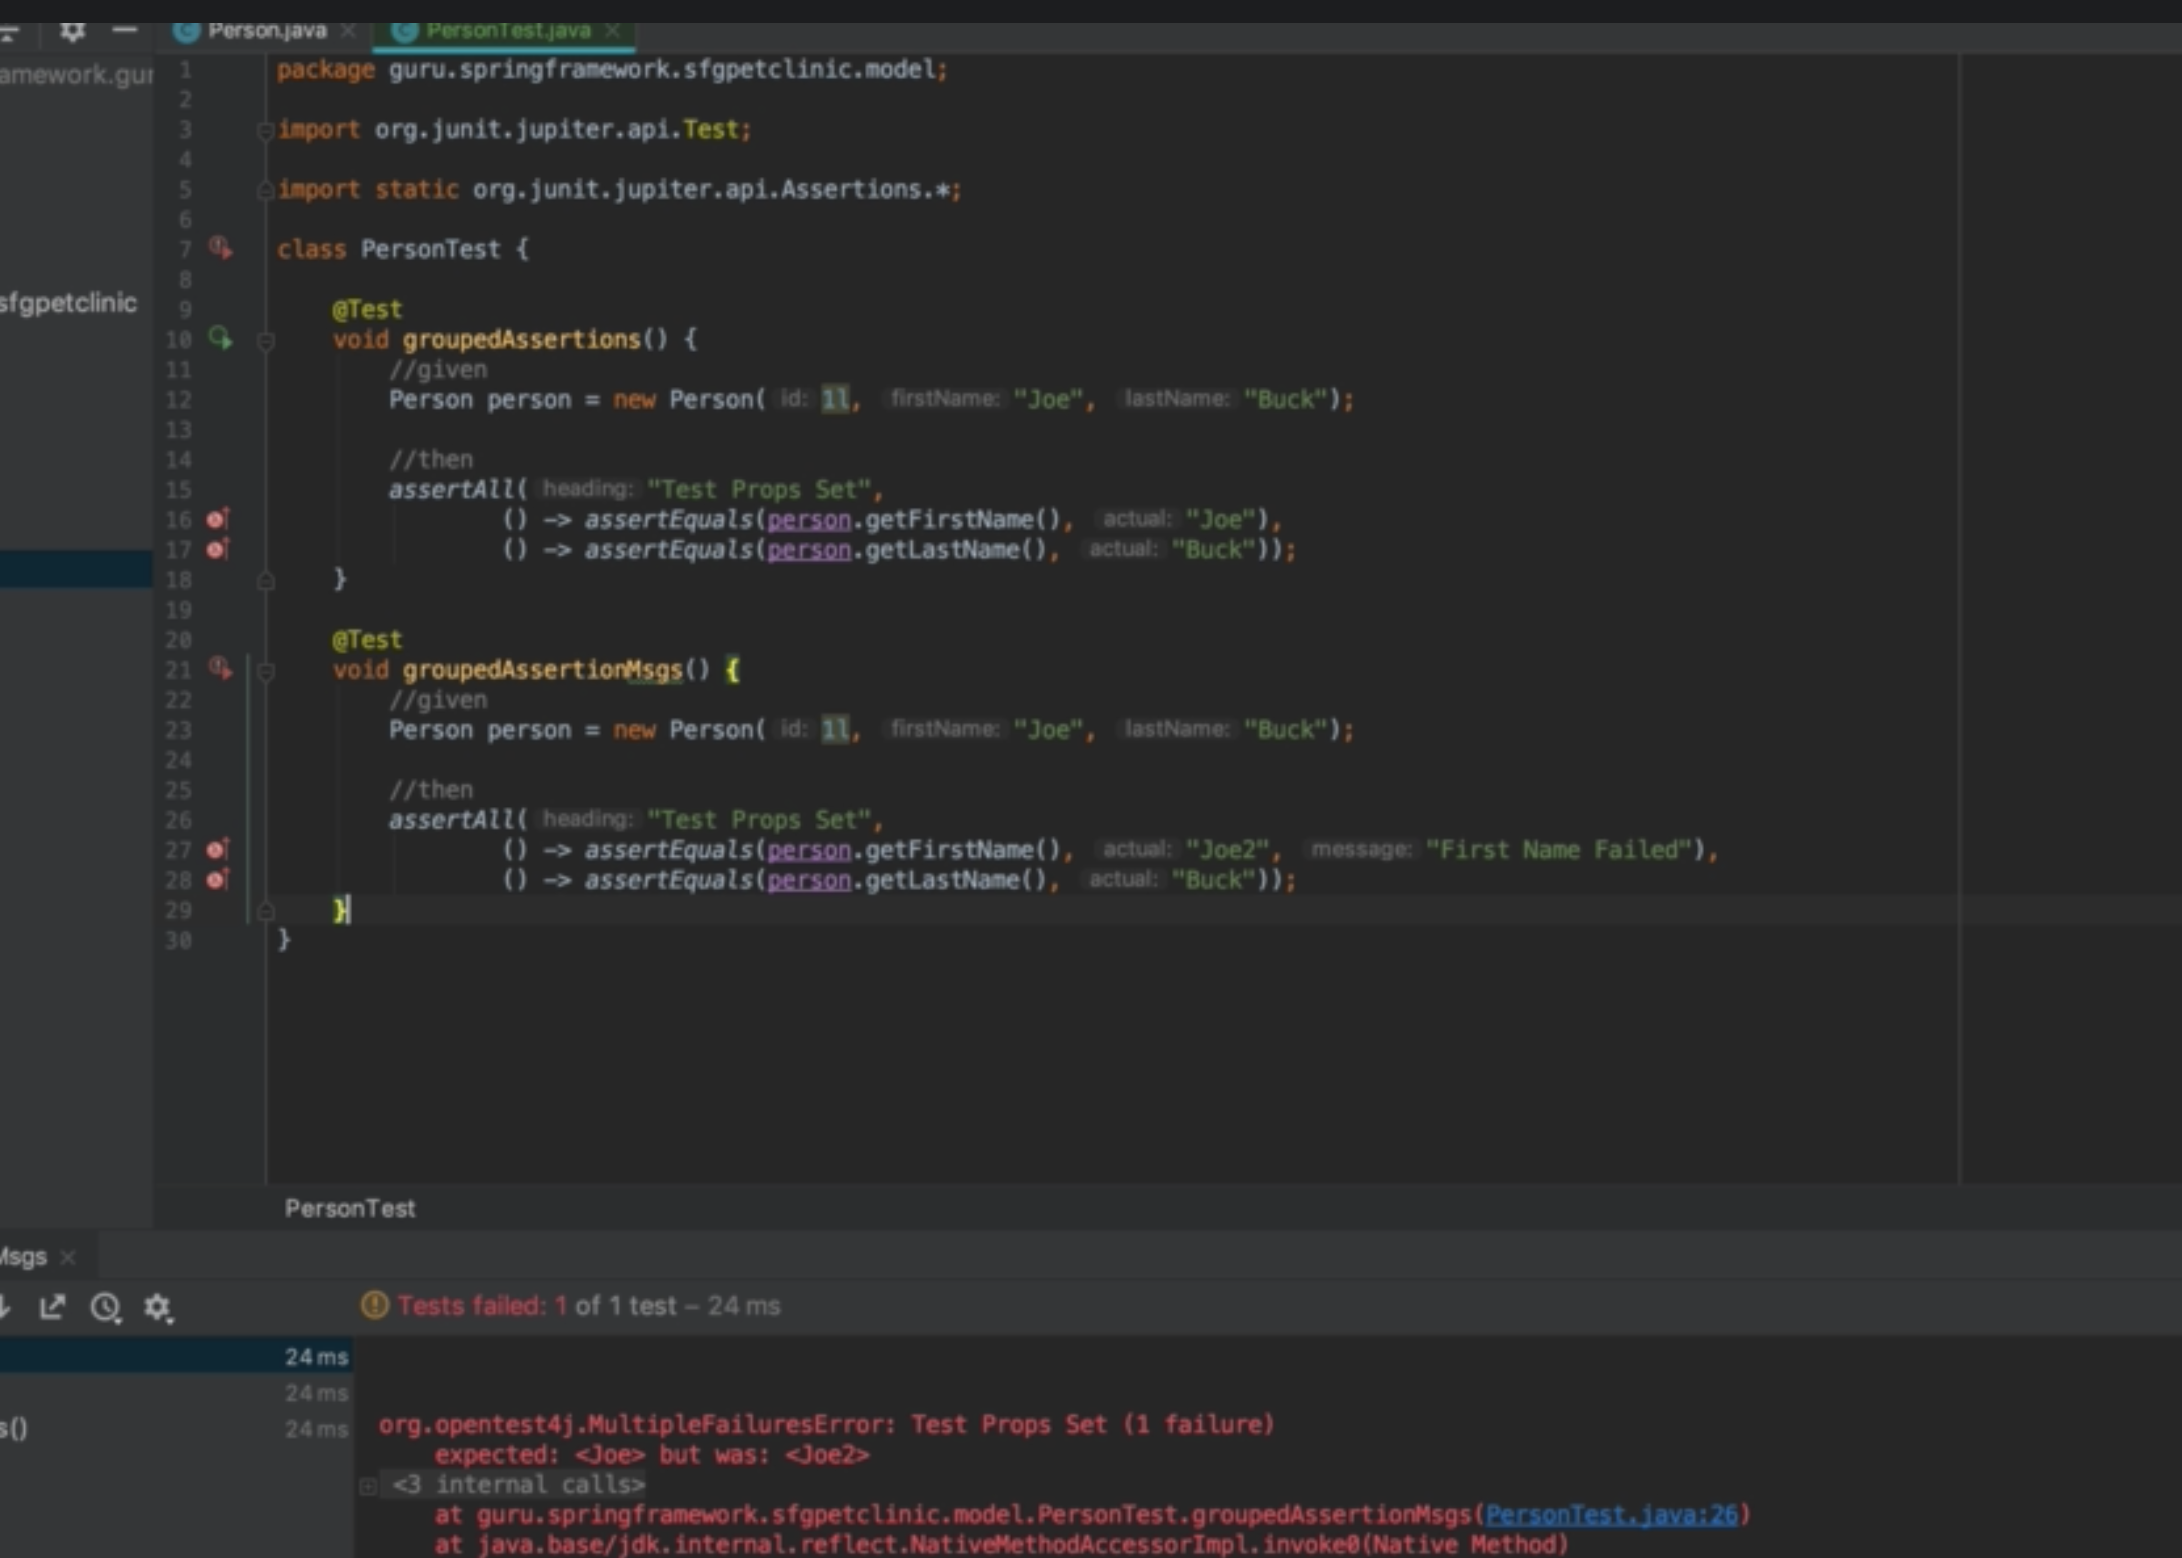 Person.java
PersonTest.java
amework.gur
sfgpetclinic
1 package guru.springframework.sfgpetclinic.model;
2
3 import org.junit.jupiter.api.Test;
4
5 import static org.junit.jupiter.api.Assertions.*;
6
7 class PersonTest {
8
9 @Test
10 void groupedAssertions() {
11 //given
12 Person person = new Person( id: 1l, firstName: "Joe", lastName: "Buck");
13
14 //then
15 assertAll( heading: "Test Props Set",
16 () -> assertEquals(person.getFirstName(), actual: "Joe"),
17 () -> assertEquals(person.getLastName(), actual: "Buck"));
18 }
19
20 @Test
21 void groupedAssertionMsgs() {
22 //given
23 Person person = new Person( id: 1l, firstName: "Joe", lastName: "Buck");
24
25 //then
26 assertAll( heading: "Test Props Set",
27 () -> assertEquals(person.getFirstName(), actual: "Joe2", message: "First Name Failed"),
28 () -> assertEquals(person.getLastName(), actual: "Buck"));
29 }
30 }
PersonTest
Msgs
Tests failed: 1 of 1 test – 24 ms
24 ms
24 ms
s() 24 ms
org.opentest4j.MultipleFailuresError: Test Props Set (1 failure)
expected: <Joe> but was: <Joe2>
<3 internal calls>
at guru.springframework.sfgpetclinic.model.PersonTest.groupedAssertionMsgs(PersonTest.java:26)
at java.base/jdk.internal.reflect.NativeMethodAccessorImpl.invoke0(Native Method)